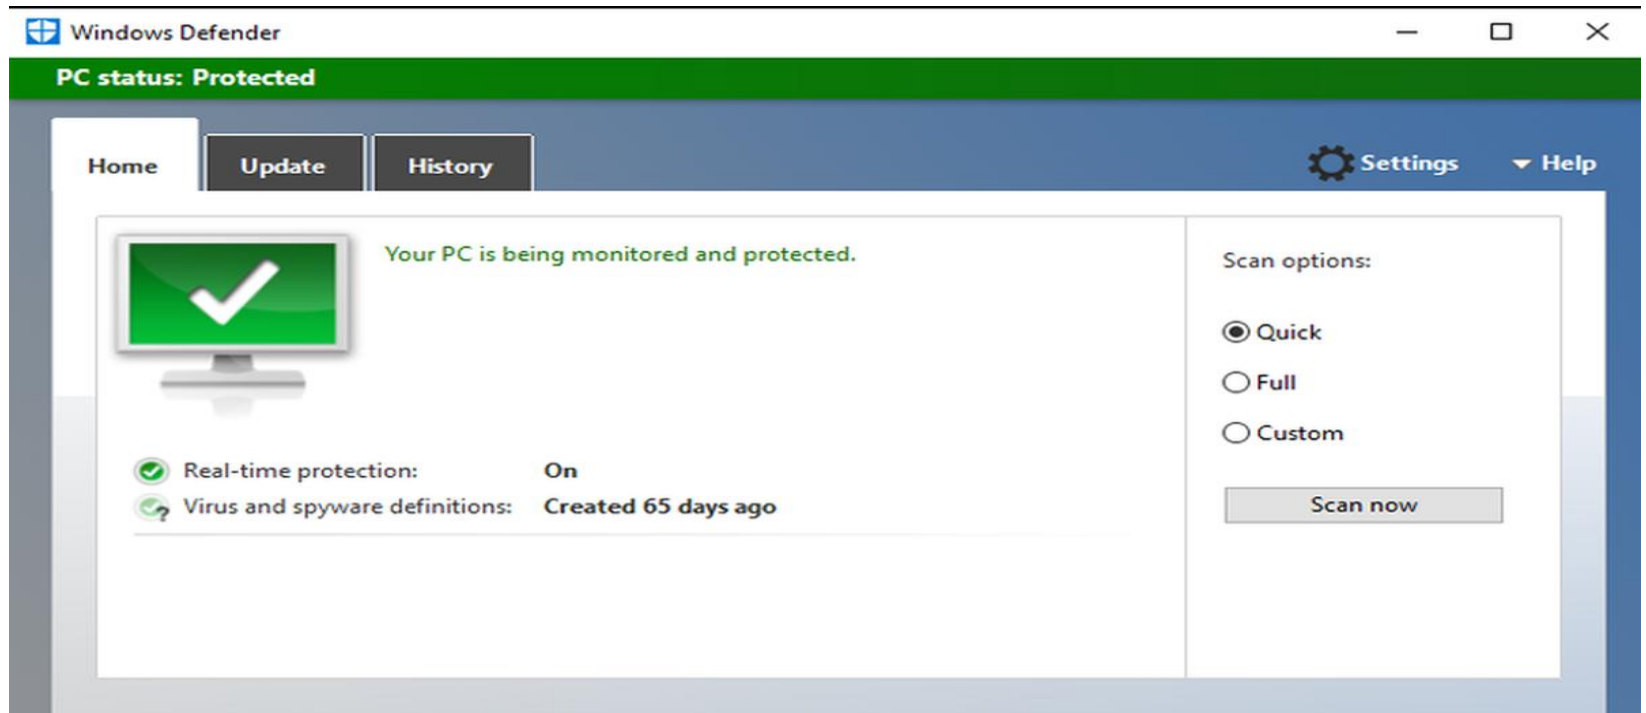 Windows Defender
PC status: Protected
Home Update History Settings Help
Your PC is being monitored and protected.
Real-time protection: On
Virus and spyware definitions: Created 65 days ago
Scan options:
Quick
Full
Custom
Scan now